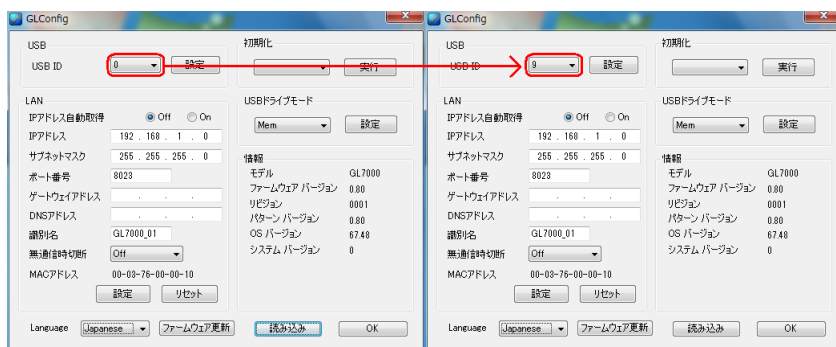 GLConfig
USB
USB ID 0 設定
LAN
IPアドレス自動取得 Off On
IPアドレス 192 . 168 . 1 . 0
サブネットマスク 255 . 255 . 255 . 0
ポート番号 8023
ゲートウェイアドレス . . .
DNSアドレス . . .
識別名 GL7000_01
無通信時切断 Off
MACアドレス 00-03-76-00-00-10
設定 リセット
初期化
実行
USBドライブモード
Mem 設定
情報
モデル GL7000
ファームウェア バージョン 0.80
リビジョン 0001
パターン バージョン 0.80
OS バージョン 67.48
システム バージョン 0
Language Japanese ファームウェア更新 読み込み OK
GLConfig
USB
USB ID 9 設定
LAN
IPアドレス自動取得 Off On
IPアドレス 192 . 168 . 1 . 0
サブネットマスク 255 . 255 . 255 . 0
ポート番号 8023
ゲートウェイアドレス . . .
DNSアドレス . . .
識別名 GL7000_01
無通信時切断 Off
MACアドレス 00-03-76-00-00-10
設定 リセット
初期化
実行
USBドライブモード
Mem 設定
情報
モデル GL7000
ファームウェア バージョン 0.80
リビジョン 0001
パターン バージョン 0.80
OS バージョン 67.48
システム バージョン 0
Language Japanese ファームウェア更新 読み込み OK